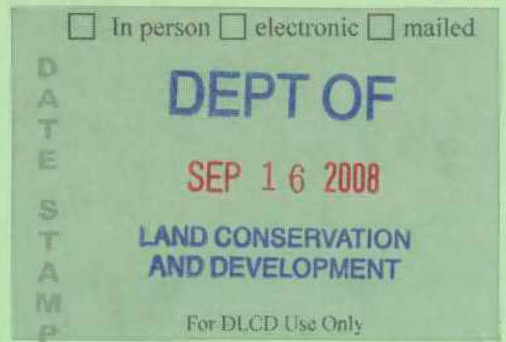 ☐ In person ☐ electronic ☐ mailed
DATE STAMP
DEPT OF
SEP 16 2008
LAND CONSERVATION
AND DEVELOPMENT
For DLCD Use Only